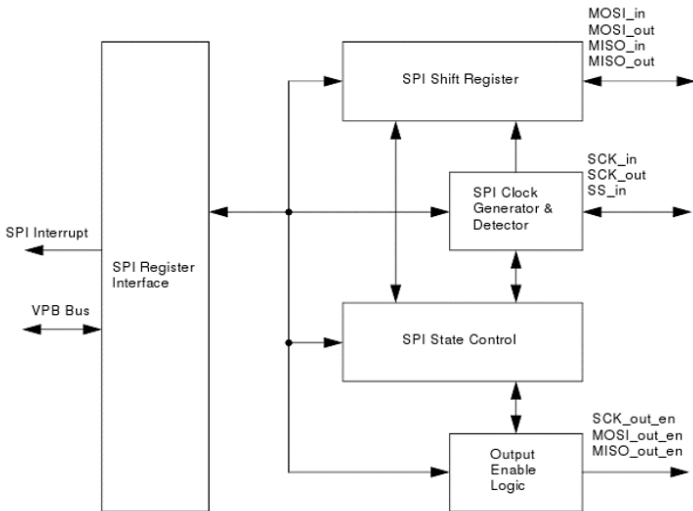 MOSI_in
MOSI_out
MISO_in
MISO_out
SPI Shift Register
SCK_in
SCK_out
SS_in
SPI Clock
Generator &
Detector
SPI Interrupt
SPI Register
Interface
VPB Bus
SPI State Control
SCK_out_en
MOSI_out_en
MISO_out_en
Output
Enable
Logic